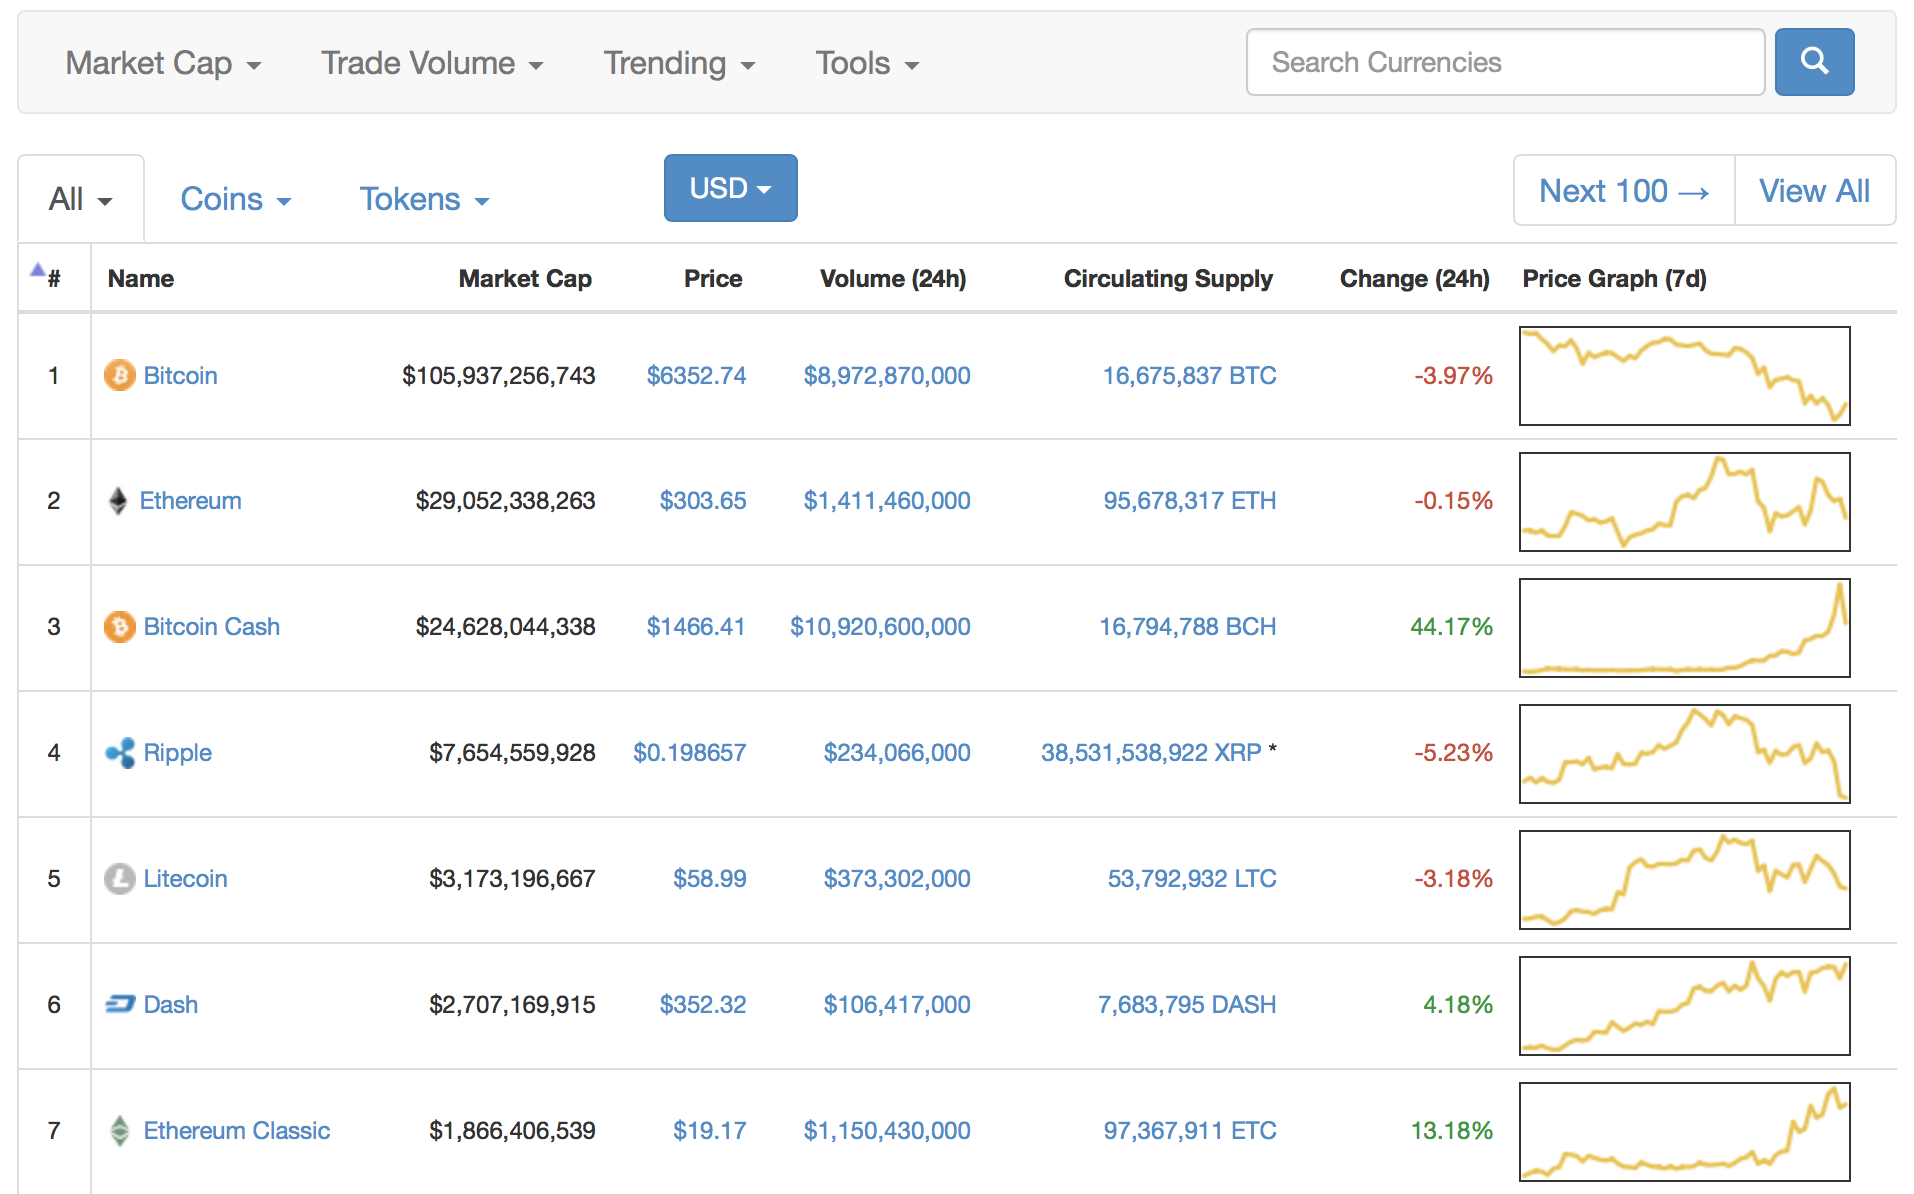 Market Cap Trade Volume Trending Tools Search Currencies
All Coins Tokens USD Next 100 → View All
# Name Market Cap Price Volume (24h) Circulating Supply Change (24h) Price Graph (7d)
1 Bitcoin $105,937,256,743 $6352.74 $8,972,870,000 16,675,837 BTC -3.97%
2 Ethereum $29,052,338,263 $303.65 $1,411,460,000 95,678,317 ETH -0.15%
3 Bitcoin Cash $24,628,044,338 $1466.41 $10,920,600,000 16,794,788 BCH 44.17%
4 Ripple $7,654,559,928 $0.198657 $234,066,000 38,531,538,922 XRP * -5.23%
5 Litecoin $3,173,196,667 $58.99 $373,302,000 53,792,932 LTC -3.18%
6 Dash $2,707,169,915 $352.32 $106,417,000 7,683,795 DASH 4.18%
7 Ethereum Classic $1,866,406,539 $19.17 $1,150,430,000 97,367,911 ETC 13.18%